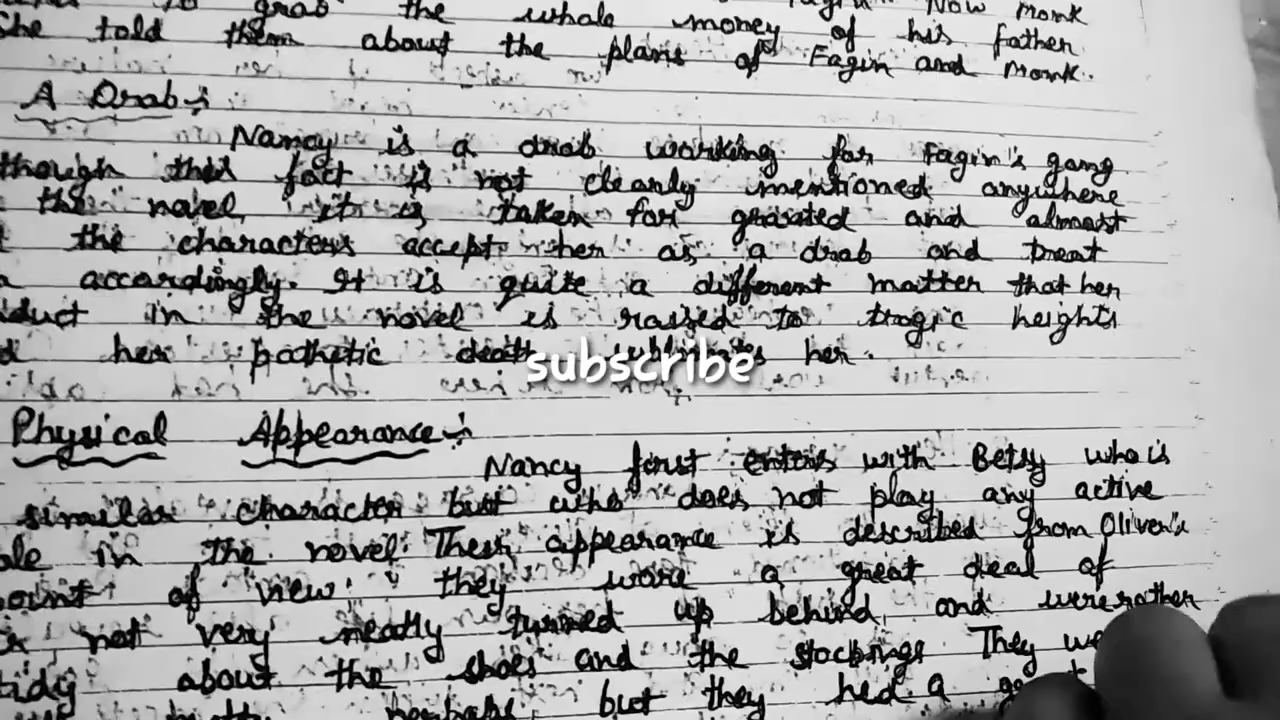 to grab the whole money of his father
She told them about the plans of Fagin and Monk.
A Drab :
Nancy is a drab working for Fagin's gang
though this fact is not clearly mentioned anywhere
the novel, it is taken for grasted and almost
the characters accept her as a drab and treat
accordingly. It is quite a different matter that her
duct in the novel is rassed to tragic heights
her pathetic death her.
subscribe
Physical Appearance :
Nancy first enters with Betsy who is
similar character but who does not play any active
in the novel. Their appearance is described from Oliver's
of view " they wore a great deal of
not very neatly turned up behind, and were rather
tidy about the shoes and the stockings They
perhaps but they had a